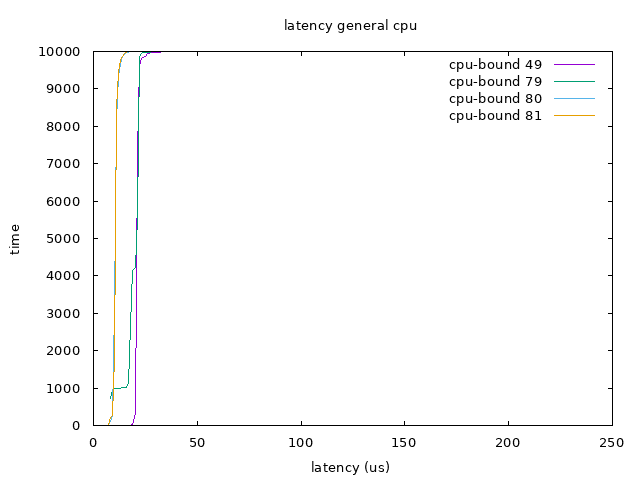 latency general cpu
10000
9000
8000
7000
6000
5000
4000
3000
2000
1000
0
time
cpu-bound 49
cpu-bound 79
cpu-bound 80
cpu-bound 81
0 50 100 150 200 250
latency (us)